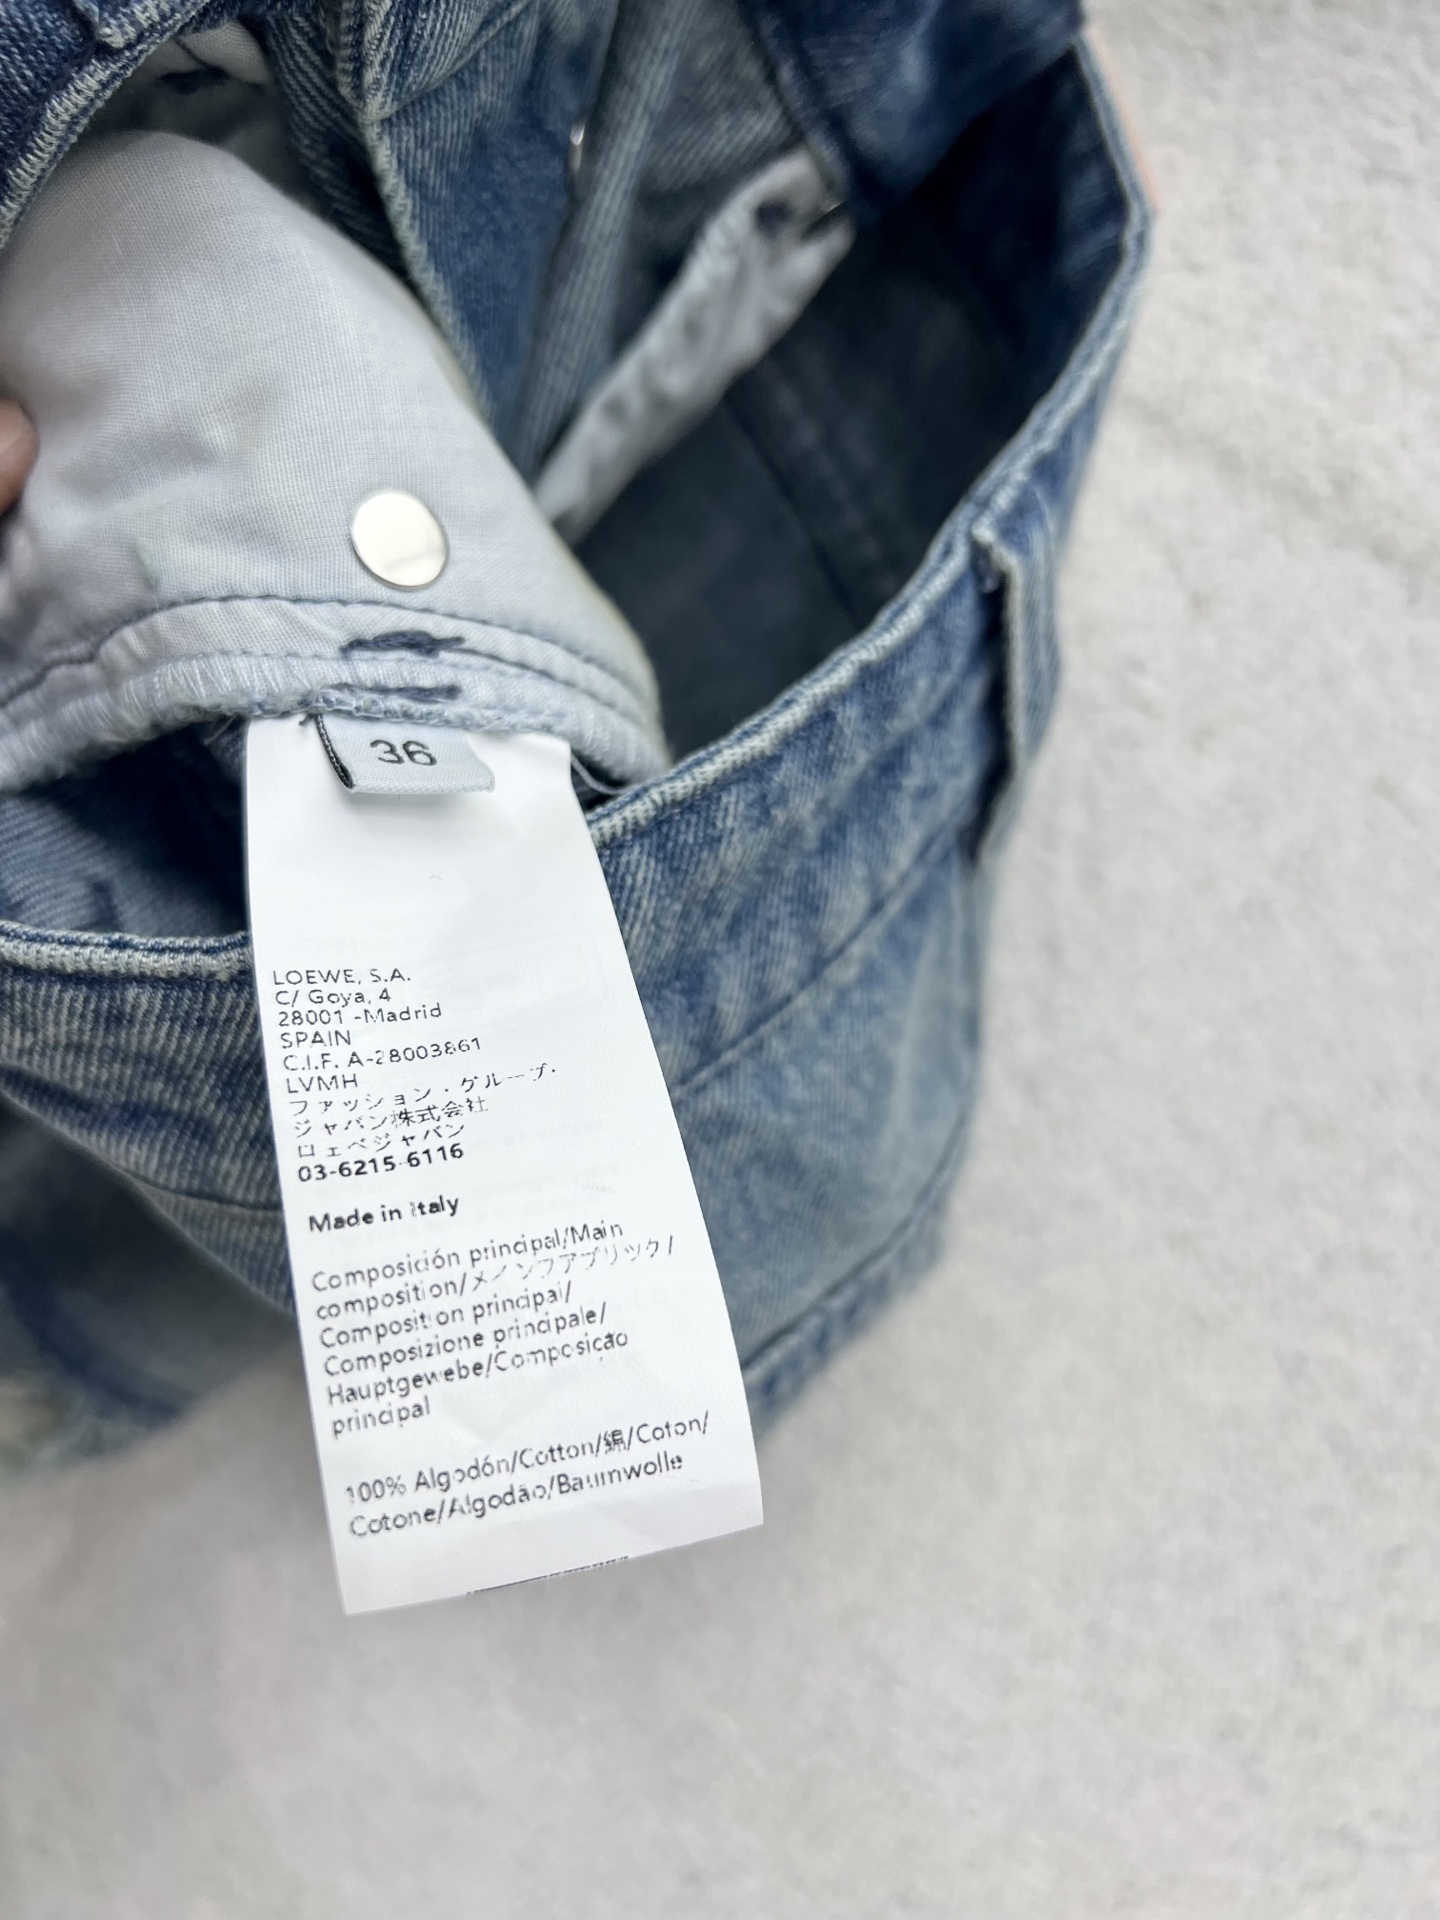 36
LOEWE, S.A.
C/ Goya, 4
28001 -Madrid
SPAIN
C.I.F. A-28003861
LVMH
ファッション・グループ・
ジャパン株式会社
ロエベジャパン
03-6215-6116
Made in Italy
Composición principal/Main
composition/メインファブリック/
Composition principal/
Composizione principale/
Hauptgewebe/Composição
principal
100% Algodón/Cotton/綿/Coton/
Cotone/Algodão/Baumwolle